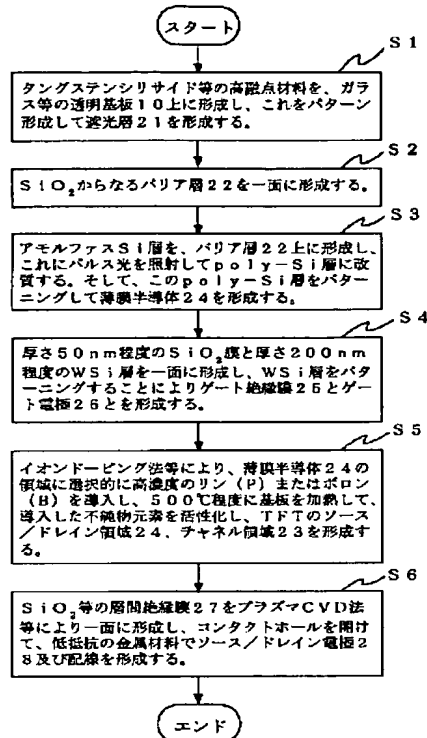 スタート
S1
タングステンシリサイド等の高融点材料を、ガラ
ス等の透明基板10上に形成し、これをパターン
形成して遮光層21を形成する。
S2
SiO₂からなるバリア層22を一面に形成する。
S3
アモルファスSi層を、バリア層22上に形成し、
これにパルス光を照射してpoly-Si層に改
質する。そして、このpoly-Si層をパター
ニングして薄膜半導体24を形成する。
S4
厚さ50nm程度のSiO₂膜と厚さ200nm
程度のWSi層を一面に形成し、WSi層をパタ
ーニングすることによりゲート絶縁膜25とゲー
ト電極26とを形成する。
S5
イオンドーピング法等により、薄膜半導体24の
領域に選択的に高濃度のリン(P)またはボロン
(B)を導入し、500℃程度に基板を加熱して、
導入した不純物元素を活性化し、TFTのソース
/ドレイン領域24、チャネル領域23を形成す
る。
S6
SiO₂等の層間絶縁膜27をプラズマCVD法
等により一面に形成し、コンタクトホールを開け
て、低抵抗の金属材料でソース/ドレイン電極2
8及び配線を形成する。
エンド